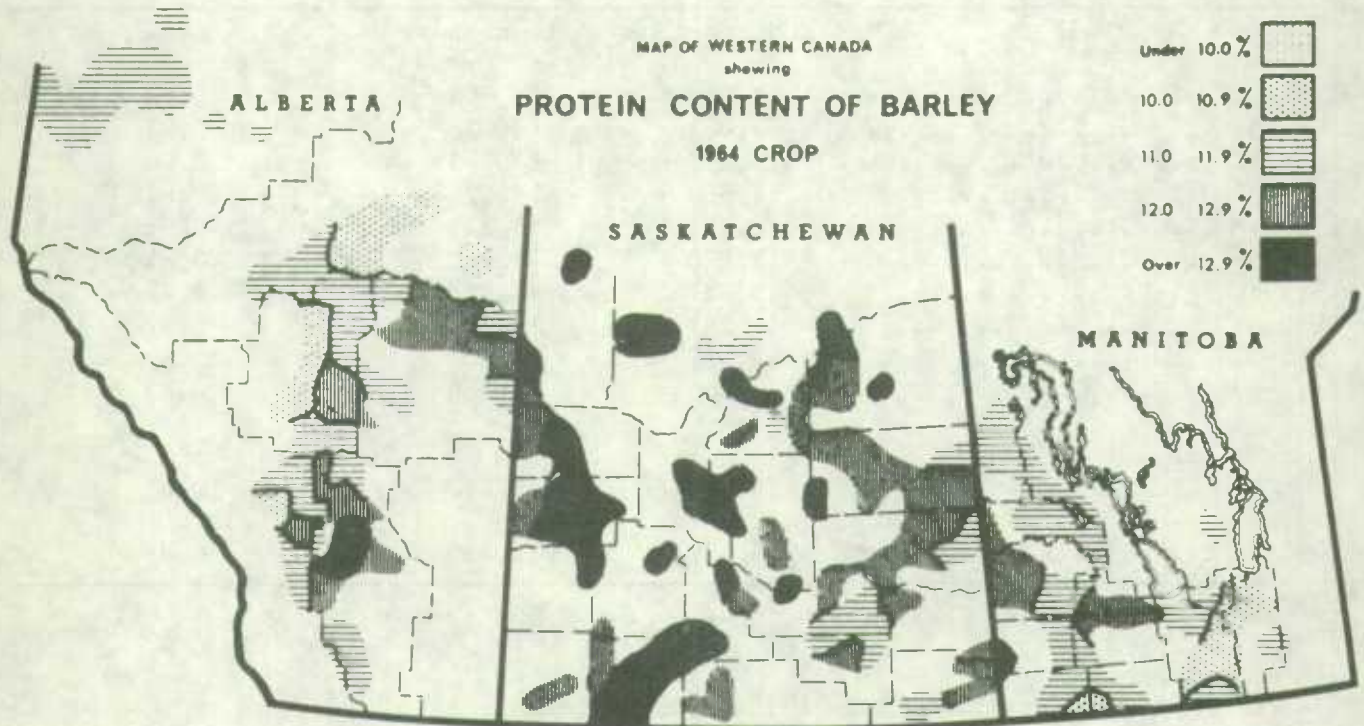 MAP OF WESTERN CANADA
showing
PROTEIN CONTENT OF BARLEY
1964 CROP
ALBERTA
SASKATCHEWAN
MANITOBA
Under 10.0 %
10.0 10.9 %
11.0 11.9 %
12.0 12.9 %
Over 12.9 %